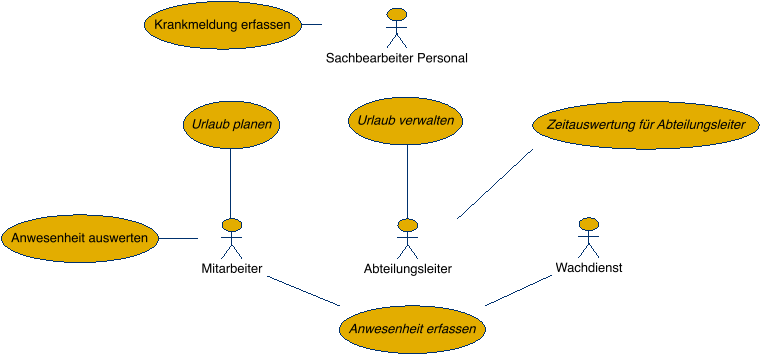 Krankmeldung erfassen
Sachbearbeiter Personal
Urlaub planen
Urlaub verwalten
Zeitauswertung für Abteilungsleiter
Anwesenheit auswerten
Mitarbeiter
Abteilungsleiter
Wachdienst
Anwesenheit erfassen